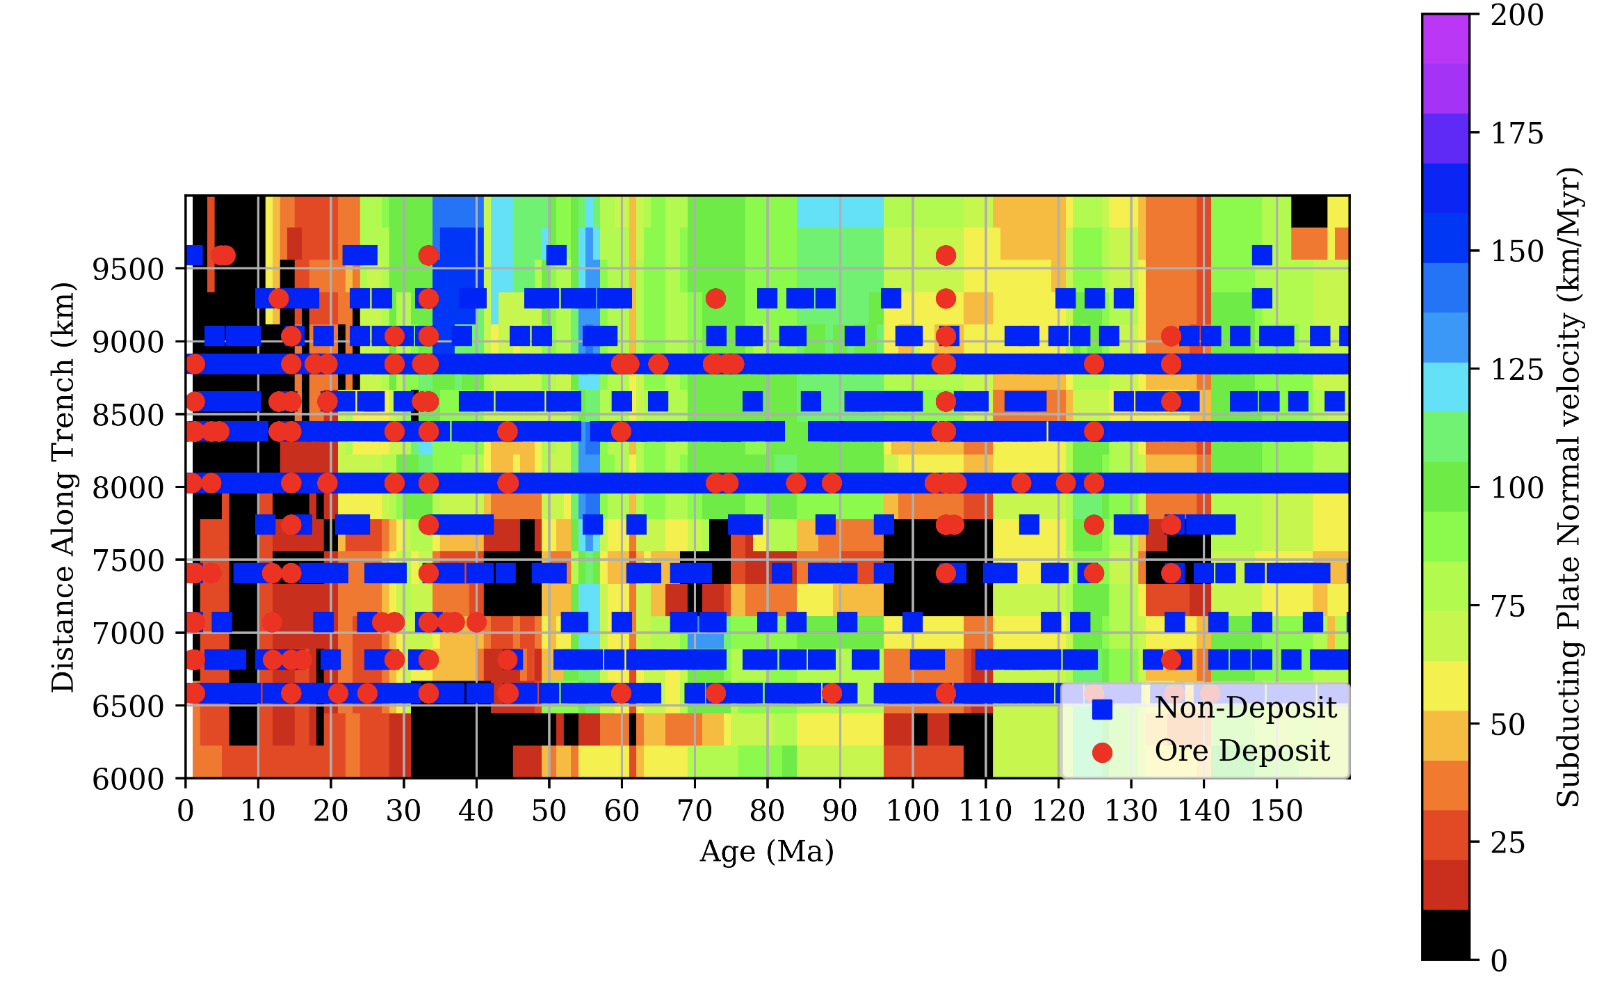 200
175
150
125
100
75
50
25
0
Subducting Plate Normal velocity (km/Myr)
9500
9000
8500
8000
7500
7000
6500
6000
Distance Along Trench (km)
Non-Deposit
Ore Deposit
0 10 20 30 40 50 60 70 80 90 100 110 120 130 140 150
Age (Ma)